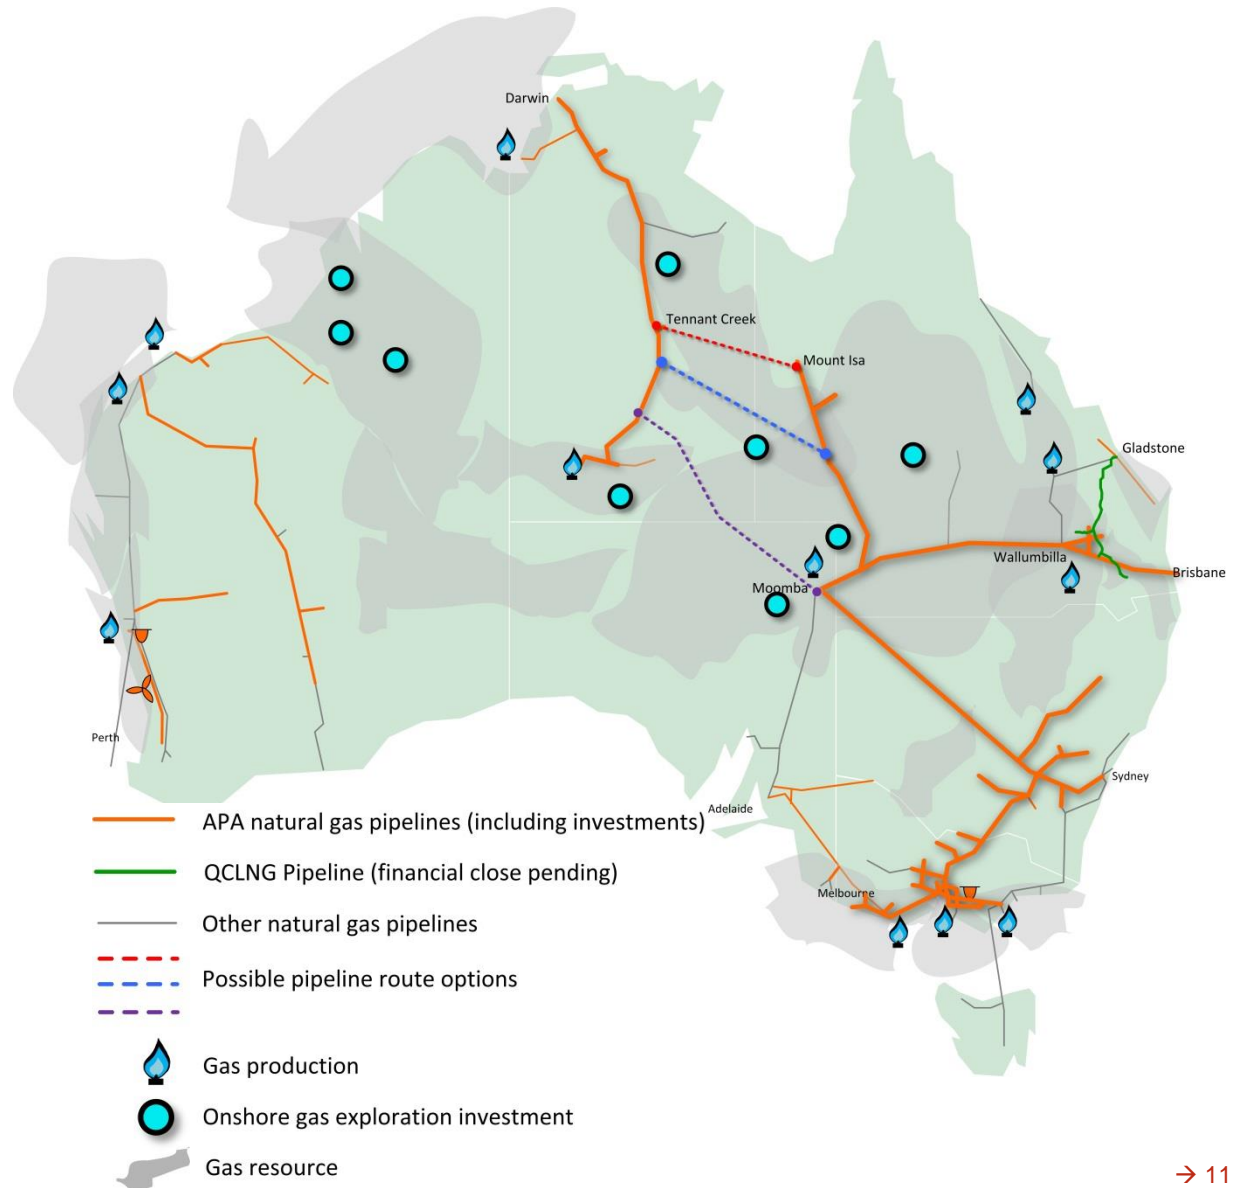 Darwin
Tennant Creek
Mount Isa
Gladstone
Wallumbilla
Brisbane
Moomba
Perth
Sydney
Adelaide
Melbourne
APA natural gas pipelines (including investments)
QCLNG Pipeline (financial close pending)
Other natural gas pipelines
Possible pipeline route options
Gas production
Onshore gas exploration investment
Gas resource
→ 11